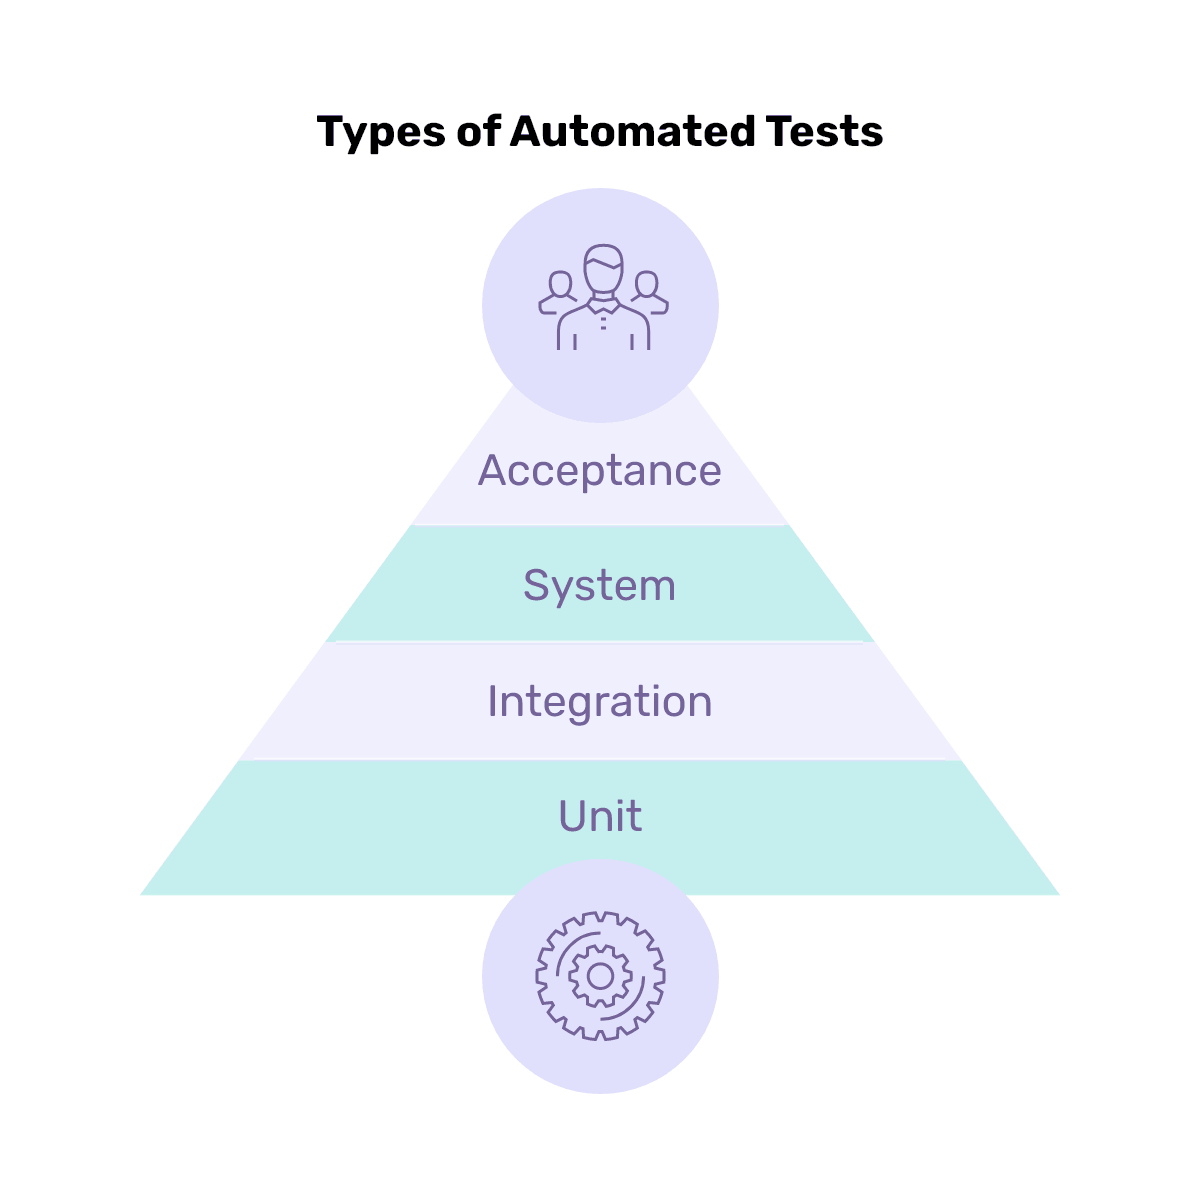 Types of Automated Tests
Acceptance
System
Integration
Unit